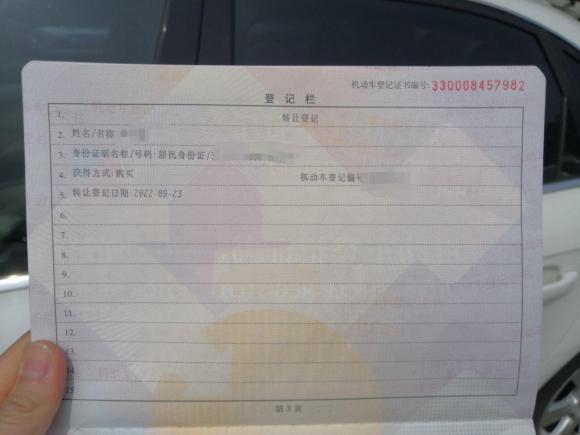 机动车登记证书编号: 330008457982
登记栏
1. 转让登记
2. 姓名/名称
3. 身份证明名称/号码: 居民身份证/
4. 获得方式: 购买 机动车登记编号
5. 转让登记日期: 2022-09-23
6.
7.
8.
9.
10.
11.
12.
13.
14
15
第 3 页